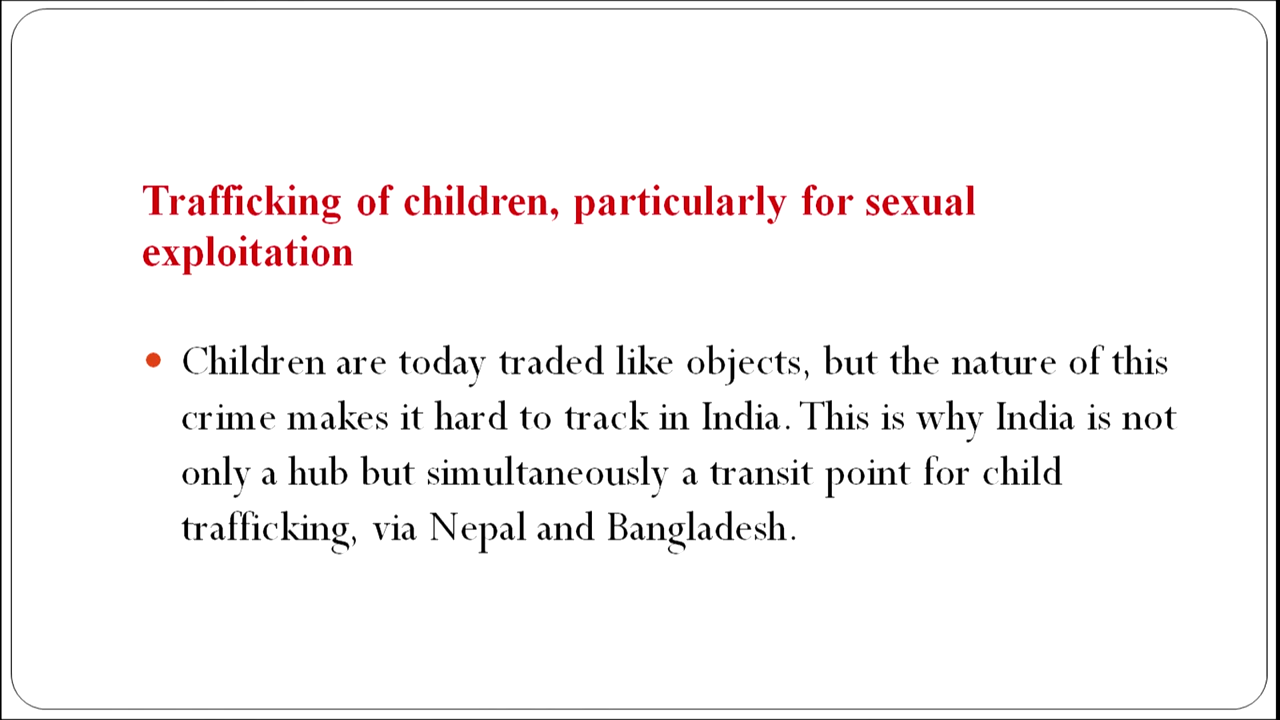 Trafficking of children, particularly for sexual
exploitation
• Children are today traded like objects, but the nature of this
crime makes it hard to track in India. This is why India is not
only a hub but simultaneously a transit point for child
trafficking, via Nepal and Bangladesh.